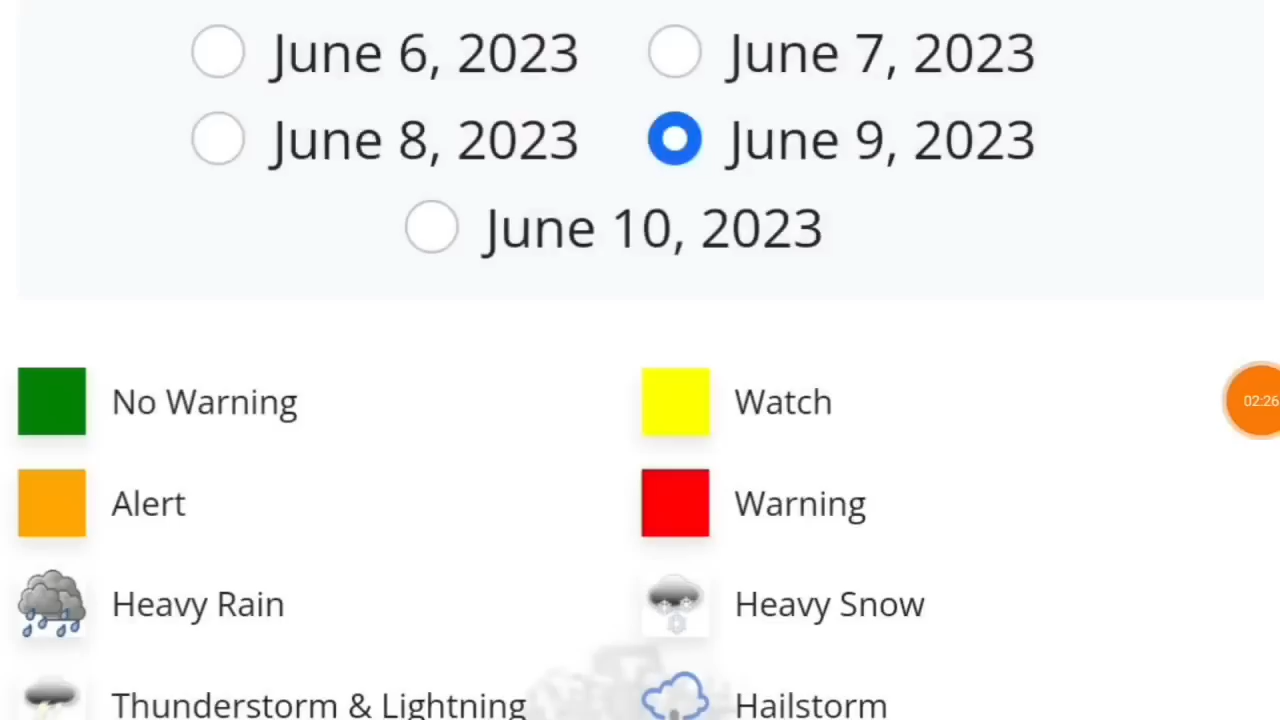 June 6, 2023 June 7, 2023
June 8, 2023 June 9, 2023
June 10, 2023
No Warning Watch
02:26
Alert Warning
Heavy Rain Heavy Snow
Thunderstorm & Lightning Hailstorm